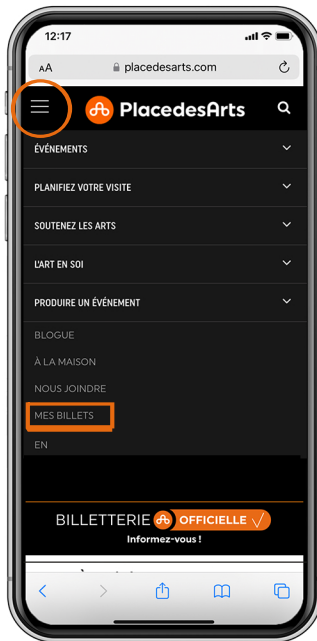 12:17
AA placedesarts.com
PlacedesArts
ÉVÉNEMENTS
PLANIFIEZ VOTRE VISITE
SOUTENEZ LES ARTS
L'ART EN SOI
PRODUIRE UN ÉVÉNEMENT
BLOGUE
À LA MAISON
NOUS JOINDRE
MES BILLETS
EN
BILLETTERIE OFFICIELLE
Informez-vous !